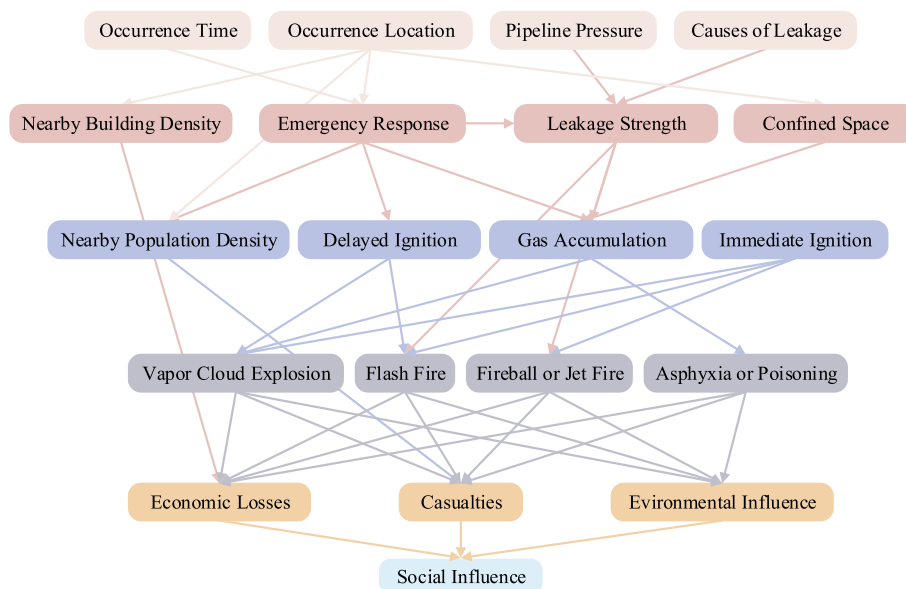 Occurrence Time
Occurrence Location
Pipeline Pressure
Causes of Leakage
Nearby Building Density
Emergency Response
Leakage Strength
Confined Space
Nearby Population Density
Delayed Ignition
Gas Accumulation
Immediate Ignition
Vapor Cloud Explosion
Flash Fire
Fireball or Jet Fire
Asphyxia or Poisoning
Economic Losses
Casualties
Evironmental Influence
Social Influence